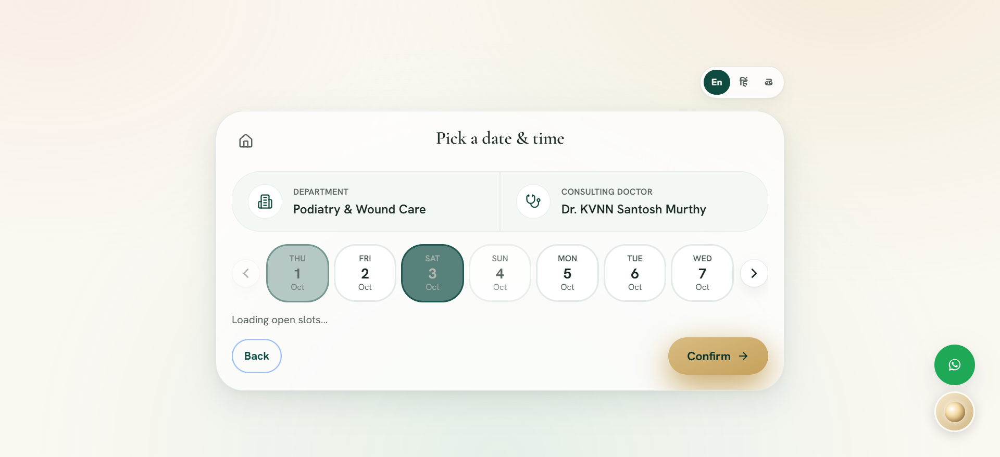 En हिं తె
Pick a date & time
DEPARTMENT
Podiatry & Wound Care
CONSULTING DOCTOR
Dr. KVNN Santosh Murthy
THU
1
Oct
FRI
2
Oct
SAT
3
Oct
SUN
4
Oct
MON
5
Oct
TUE
6
Oct
WED
7
Oct
Loading open slots...
Back
Confirm